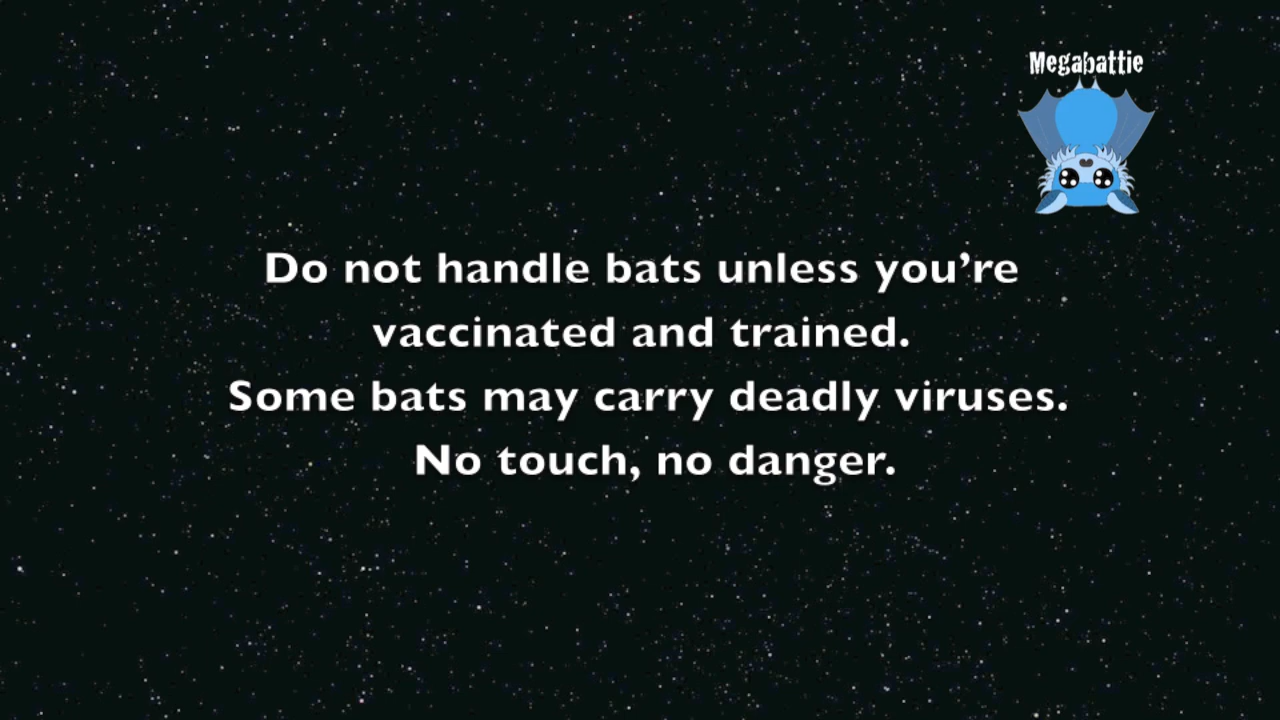 Megabattie
Do not handle bats unless you’re
vaccinated and trained.
Some bats may carry deadly viruses.
No touch, no danger.